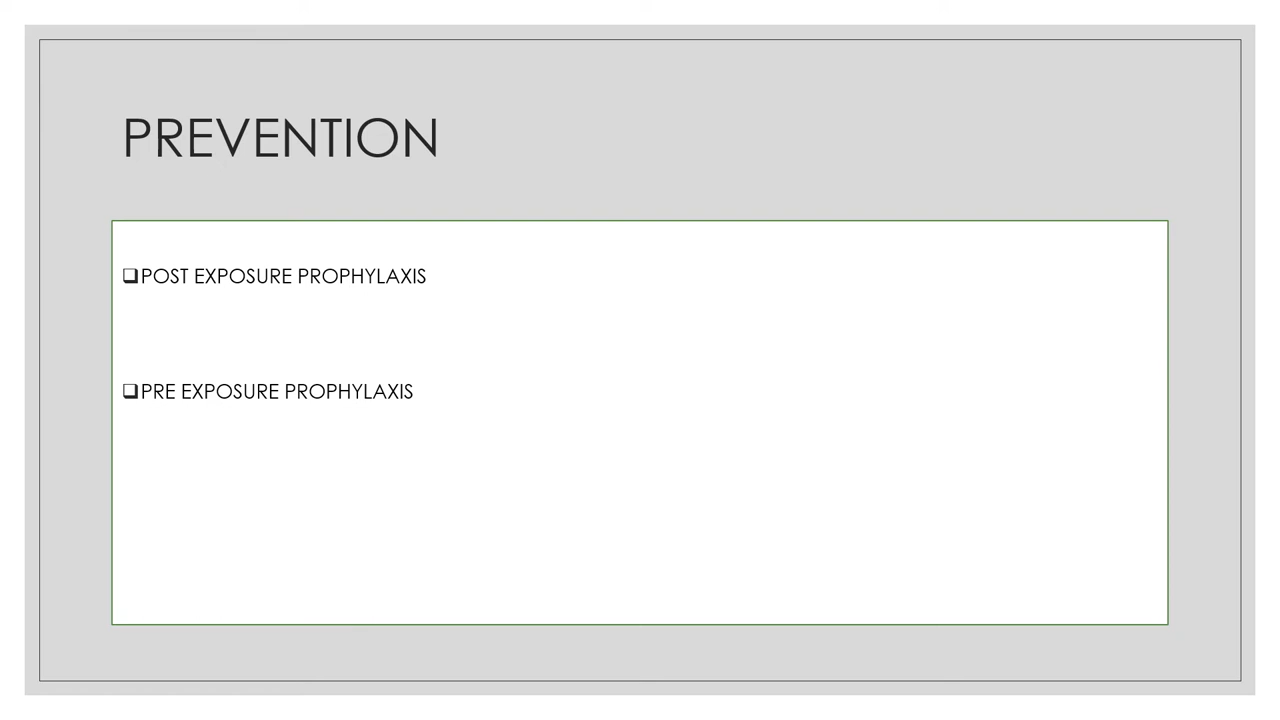 PREVENTION
❑POST EXPOSURE PROPHYLAXIS
❑PRE EXPOSURE PROPHYLAXIS